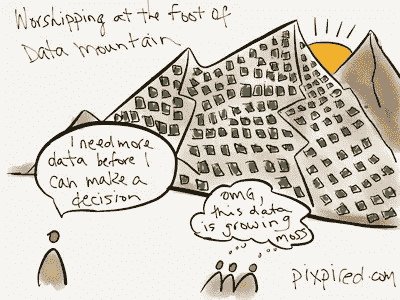 Worshipping at the foot of
Data mountain
I need more
data before I
can make a
decision
OMG,
this data
is growing
moss
pixpired.com